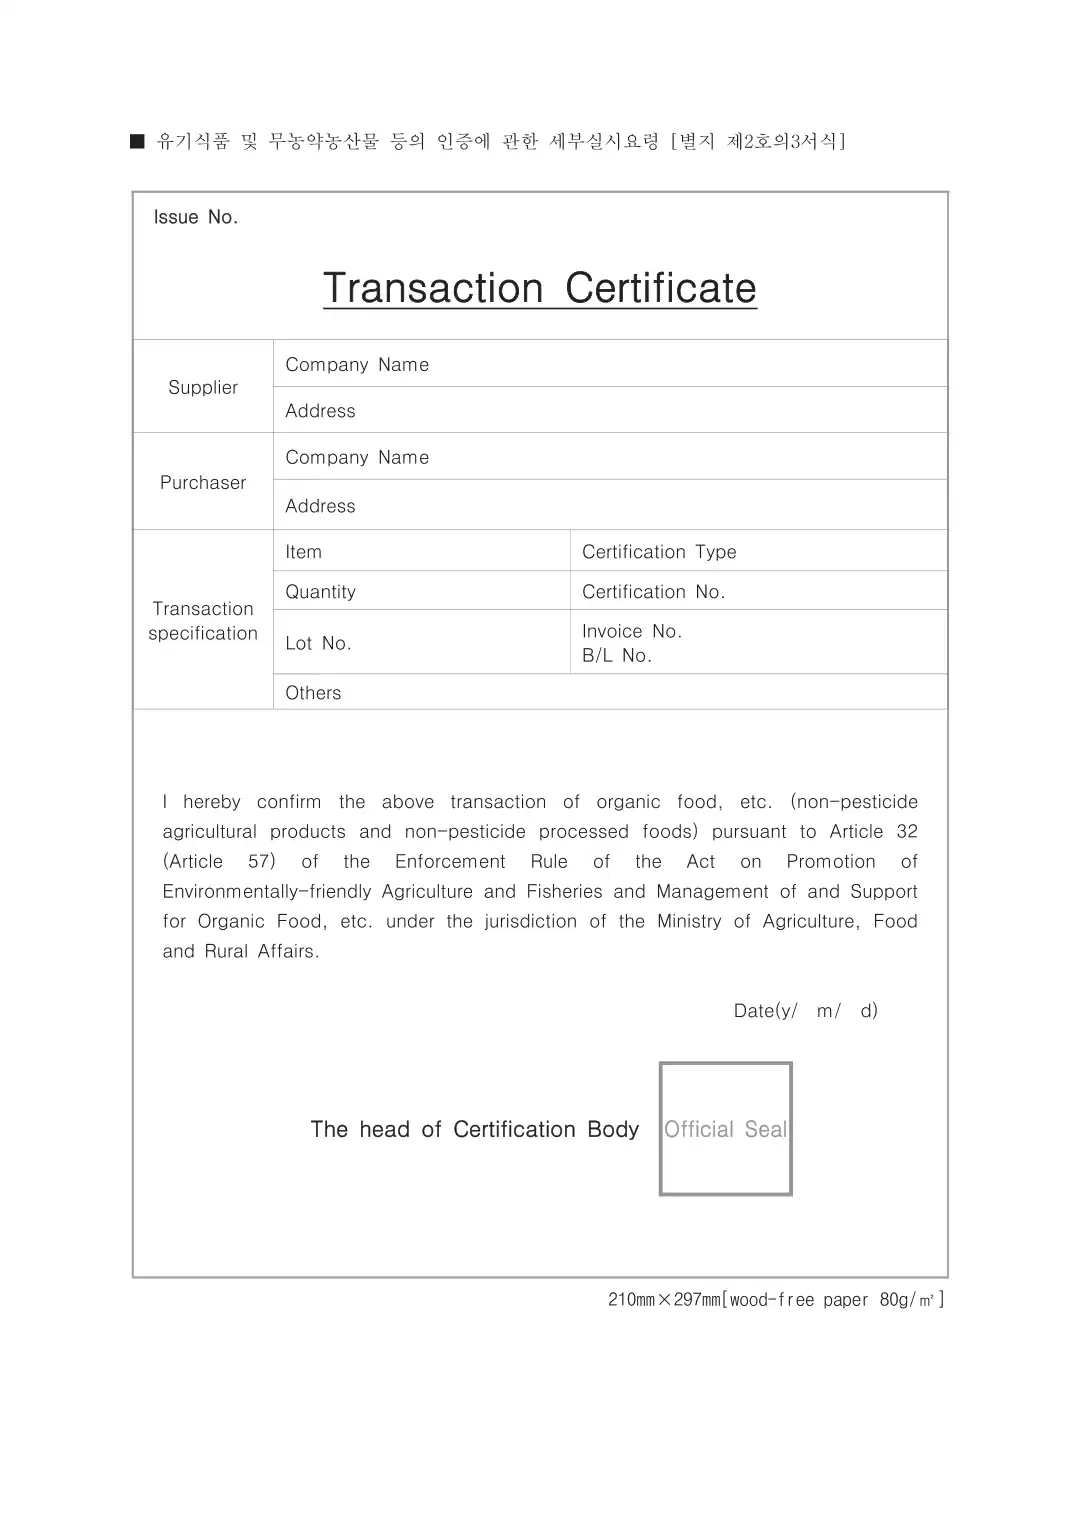 ■ 유기식품 및 무농약농산물 등의 인증에 관한 세부실시요령 [별지 제2호의3서식]
Issue No.
Transaction Certificate
Supplier
Company Name
Address
Purchaser
Company Name
Address
Transaction
specification
Item
Certification Type
Quantity
Certification No.
Lot No.
Invoice No.
B/L No.
Others
I hereby confirm the above transaction of organic food, etc. (non-pesticide
agricultural products and non-pesticide processed foods) pursuant to Article 32
(Article 57) of the Enforcement Rule of the Act on Promotion of
Environmentally-friendly Agriculture and Fisheries and Management of and Support
for Organic Food, etc. under the jurisdiction of the Ministry of Agriculture, Food
and Rural Affairs.
Date(y/ m/ d)
The head of Certification Body Official Seal
210㎜×297㎜[wood-free paper 80g/㎡]